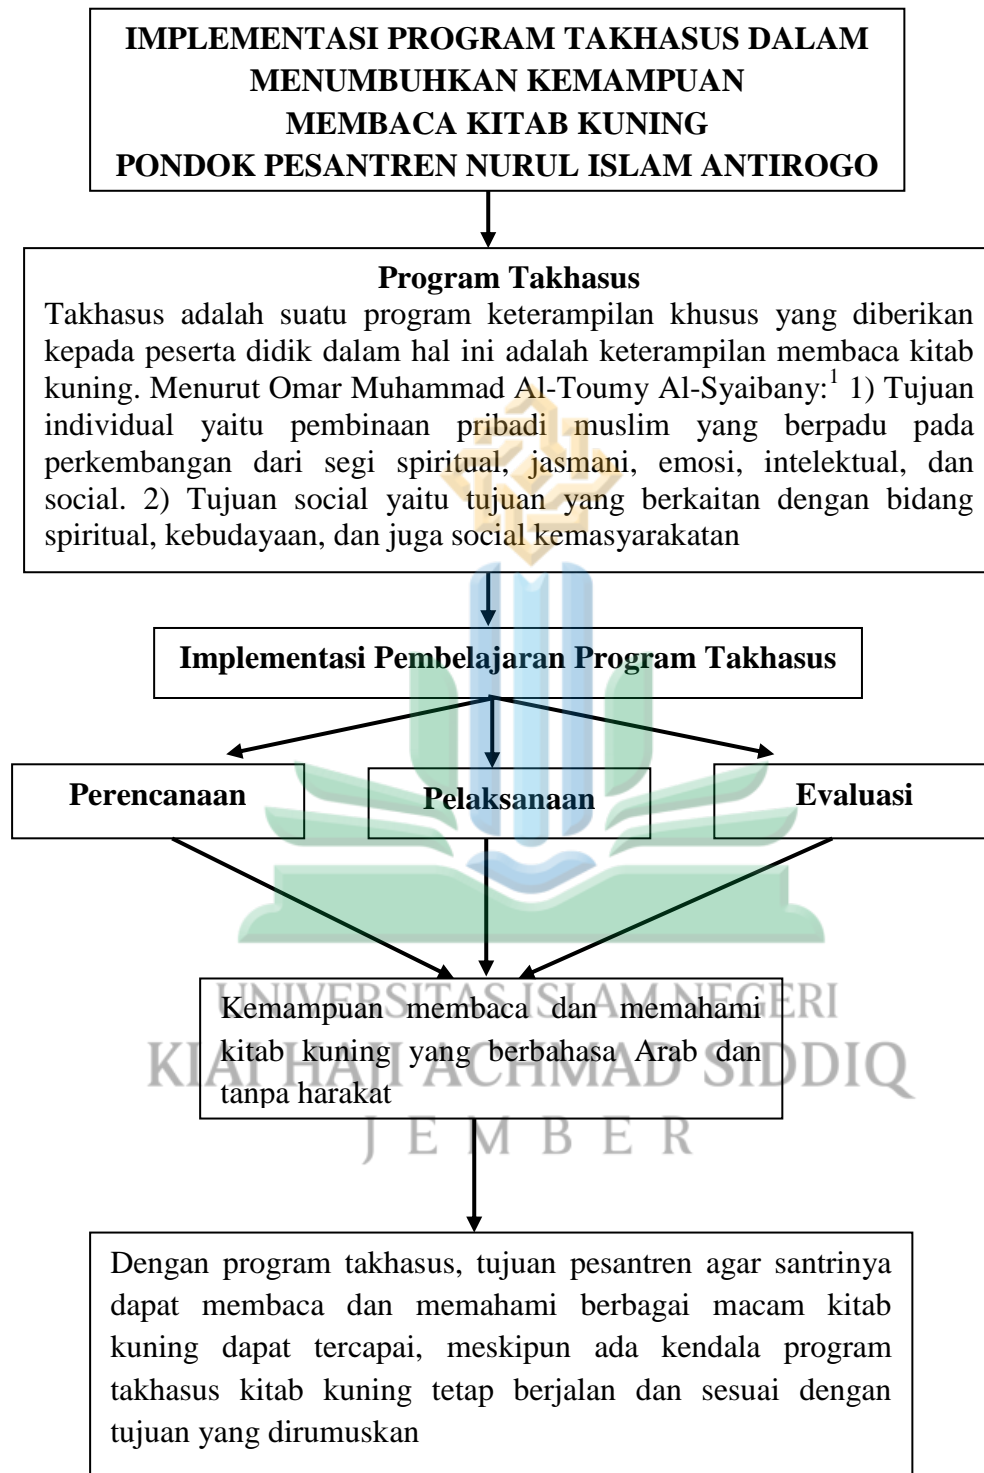 IMPLEMENTASI PROGRAM TAKHASUS DALAM
MENUMBUHKAN KEMAMPUAN
MEMBACA KITAB KUNING
PONDOK PESANTREN NURUL ISLAM ANTIROGO
Program Takhasus
Takhasus adalah suatu program keterampilan khusus yang diberikan
kepada peserta didik dalam hal ini adalah keterampilan membaca kitab
kuning. Menurut Omar Muhammad Al-Toumy Al-Syaibany:¹ 1) Tujuan
individual yaitu pembinaan pribadi muslim yang berpadu pada
perkembangan dari segi spiritual, jasmani, emosi, intelektual, dan
social. 2) Tujuan social yaitu tujuan yang berkaitan dengan bidang
spiritual, kebudayaan, dan juga social kemasyarakatan
Implementasi Pembelajaran Program Takhasus
Perencanaan
Pelaksanaan
Evaluasi
UNIVERSITAS ISLAM NEGERI
Kemampuan membaca dan memahami
kitab kuning yang berbahasa Arab dan
KIAI HAJI ACHMAD SIDDIQ
tanpa harakat
JEMBER
Dengan program takhasus, tujuan pesantren agar santrinya
dapat membaca dan memahami berbagai macam kitab
kuning dapat tercapai, meskipun ada kendala program
takhasus kitab kuning tetap berjalan dan sesuai dengan
tujuan yang dirumuskan